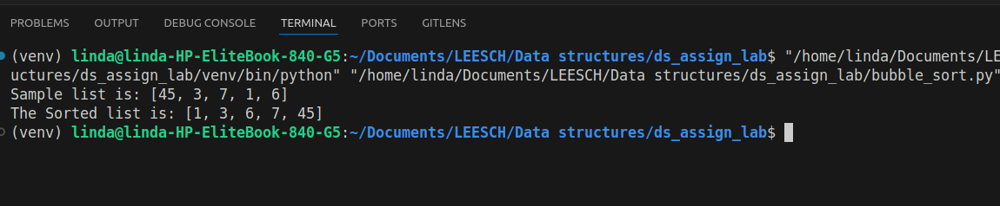 PROBLEMS OUTPUT DEBUG CONSOLE TERMINAL PORTS GITLENS
(venv) linda@linda-HP-EliteBook-840-G5:~/Documents/LEESCH/Data structures/ds_assign_lab$ "/home/linda/Documents/LE
uctures/ds_assign_lab/venv/bin/python" "/home/linda/Documents/LEESCH/Data structures/ds_assign_lab/bubble_sort.py"
Sample list is: [45, 3, 7, 1, 6]
The Sorted list is: [1, 3, 6, 7, 45]
(venv) linda@linda-HP-EliteBook-840-G5:~/Documents/LEESCH/Data structures/ds_assign_lab$